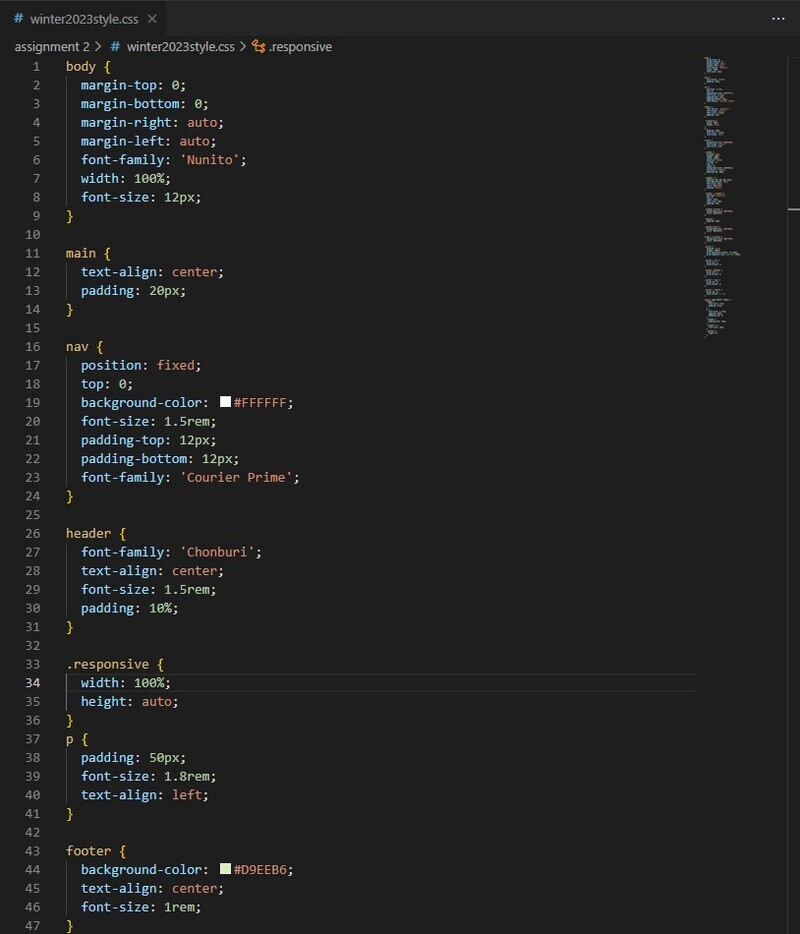 # winter2023style.css × ···
assignment 2 > # winter2023style.css > .responsive
1 body {
2 margin-top: 0;
3 margin-bottom: 0;
4 margin-right: auto;
5 margin-left: auto;
6 font-family: 'Nunito';
7 width: 100%;
8 font-size: 12px;
9 }
10
11 main {
12 text-align: center;
13 padding: 20px;
14 }
15
16 nav {
17 position: fixed;
18 top: 0;
19 background-color: #FFFFFF;
20 font-size: 1.5rem;
21 padding-top: 12px;
22 padding-bottom: 12px;
23 font-family: 'Courier Prime';
24 }
25
26 header {
27 font-family: 'Chonburi';
28 text-align: center;
29 font-size: 1.5rem;
30 padding: 10%;
31 }
32
33 .responsive {
34 width: 100%;
35 height: auto;
36 }
37 p {
38 padding: 50px;
39 font-size: 1.8rem;
40 text-align: left;
41 }
42
43 footer {
44 background-color: #D9EEB6;
45 text-align: center;
46 font-size: 1rem;
47 }